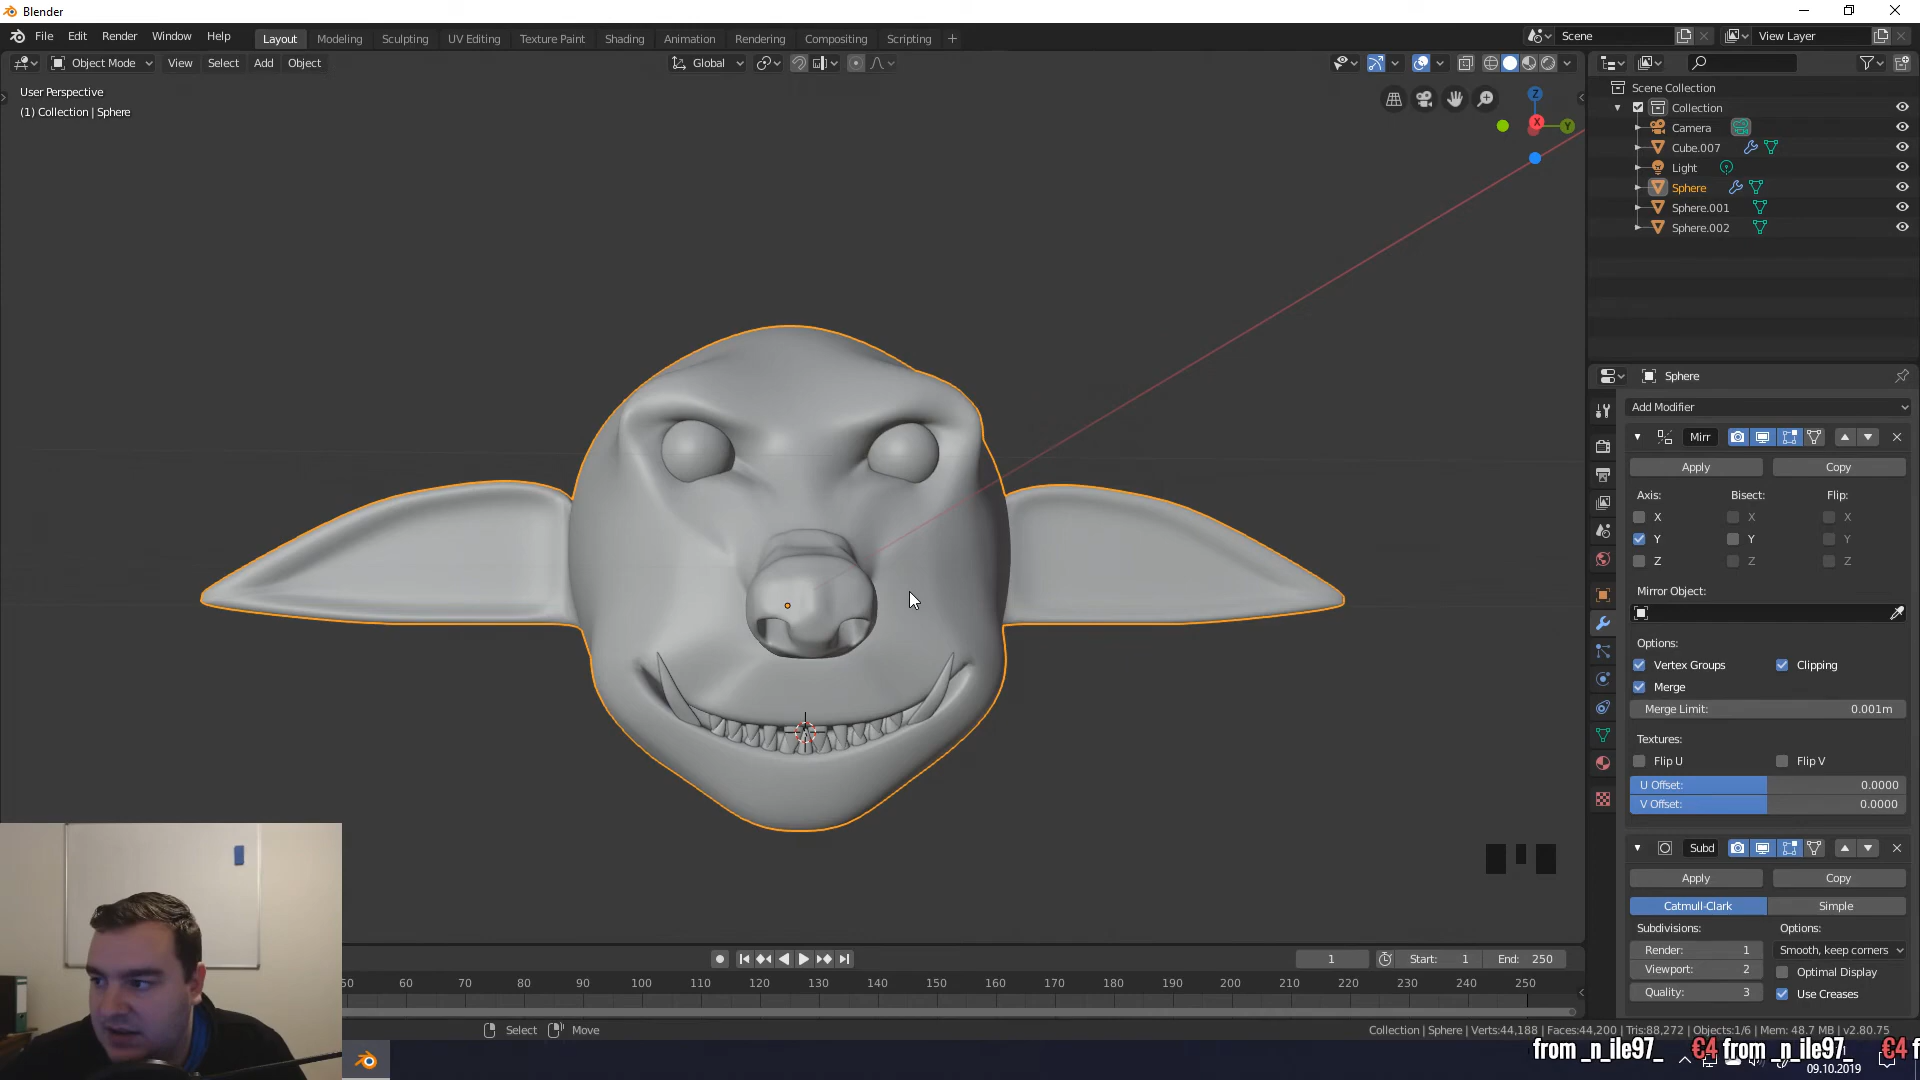 Blender
File Edit Render Window Help Layout Modeling Sculpting UV Editing Texture Paint Shading Animation Rendering Compositing Scripting Scene View Layer
Object Mode View Select Add Object Global
User Perspective
(1) Collection | Sphere
Z
X
Y
Scene Collection
Collection
Camera
Cube.007
Light
Sphere
Sphere.001
Sphere.002
Sphere
Add Modifier
Mirr
Apply Copy
Axis: Bisect: Flip:
X X X
Y Y Y
Z Z Z
Mirror Object:
Options:
Vertex Groups Clipping
Merge
Merge Limit: 0.001m
Textures:
Flip U Flip V
U Offset: 0.0000
V Offset: 0.0000
Subd
Apply Copy
Catmull-Clark Simple
Subdivisions: Options:
Render: 1 Smooth, keep corners
Viewport: 2 Optimal Display
Quality: 3 Use Creases
1 Start: 1 End: 250
50 60 70 80 90 100 110 120 130 140 150 160 170 180 190 200 210 220 230 240 250
Select Move
Collection | Sphere | Verts:44,188 | Faces:44,200 | Tris:88,272 | Objects:1/6 | Mem: 48.7 MB | v2.80.75
from _n_ile97_ €4 from _n_ile97_ €4 f
09.10.2019